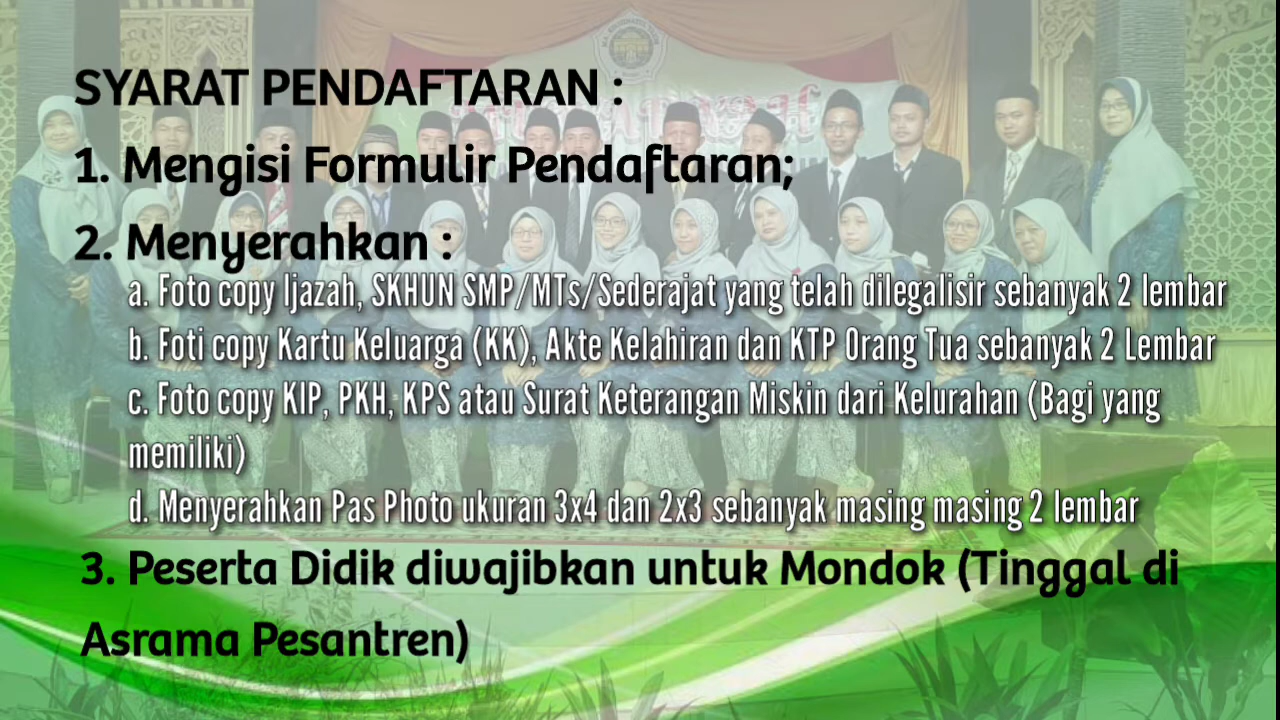 SYARAT PENDAFTARAN :
1. Mengisi Formulir Pendaftaran;
2. Menyerahkan :
a. Foto copy Ijazah, SKHUN SMP/MTs/Sederajat yang telah dilegalisir sebanyak 2 lembar
b. Foti copy Kartu Keluarga (KK), Akte Kelahiran dan KTP Orang Tua sebanyak 2 Lembar
c. Foto copy KIP, PKH, KPS atau Surat Keterangan Miskin dari Kelurahan (Bagi yang
memiliki)
d. Menyerahkan Pas Photo ukuran 3x4 dan 2x3 sebanyak masing masing 2 lembar
3. Peserta Didik diwajibkan untuk Mondok (Tinggal di
Asrama Pesantren)